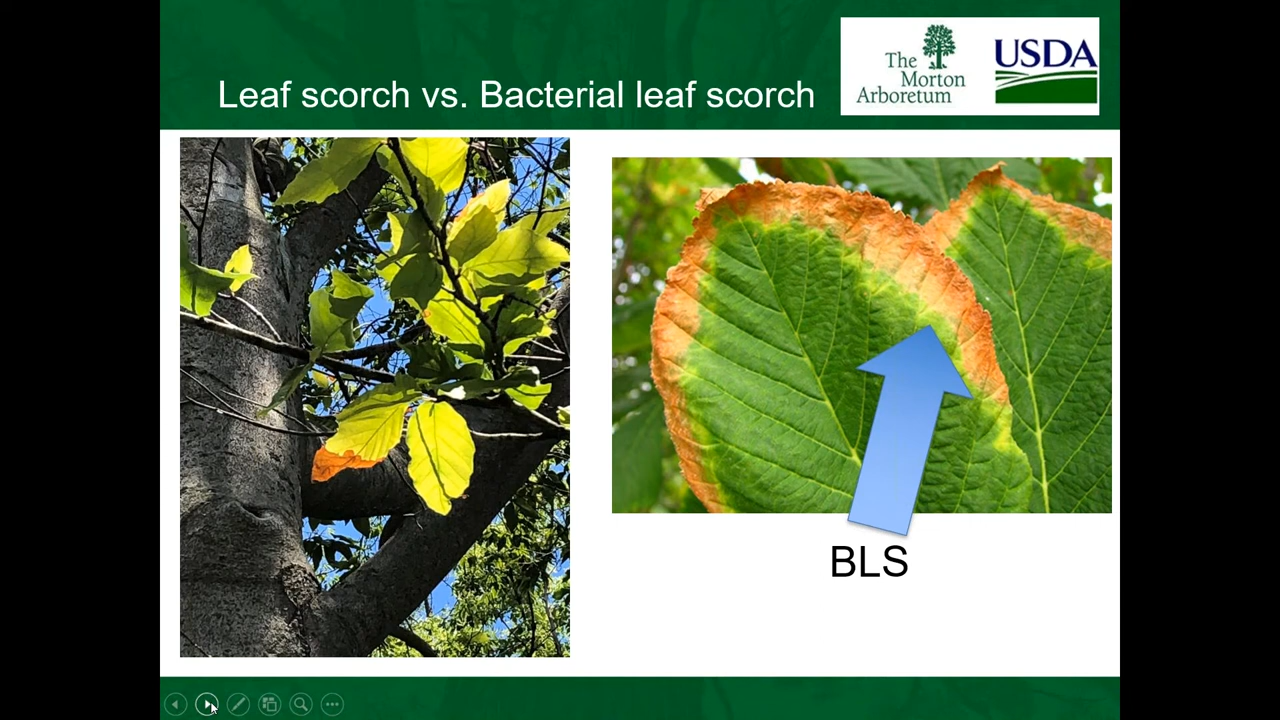 Leaf scorch vs. Bacterial leaf scorch
The
Morton
Arboretum
USDA
BLS